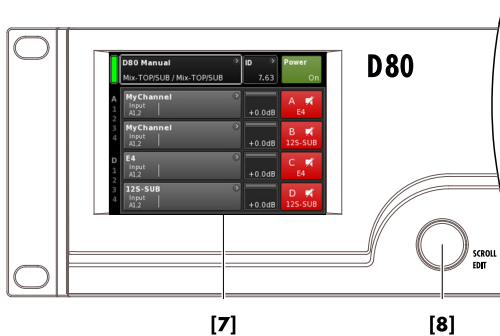 D80 Manual
Mix-TOP/SUB / Mix-TOP/SUB
ID
7.63
Power
On
D80
A
1
2
3
4
MyChannel
Input
A1,2
+0.0dB
A
E4
MyChannel
Input
A1,2
+0.0dB
B
12S-SUB
D
1
2
3
4
E4
Input
A1,2
+0.0dB
C
E4
12S-SUB
Input
A1,2
+0.0dB
D
12S-SUB
SCROLL
EDIT
[7]
[8]